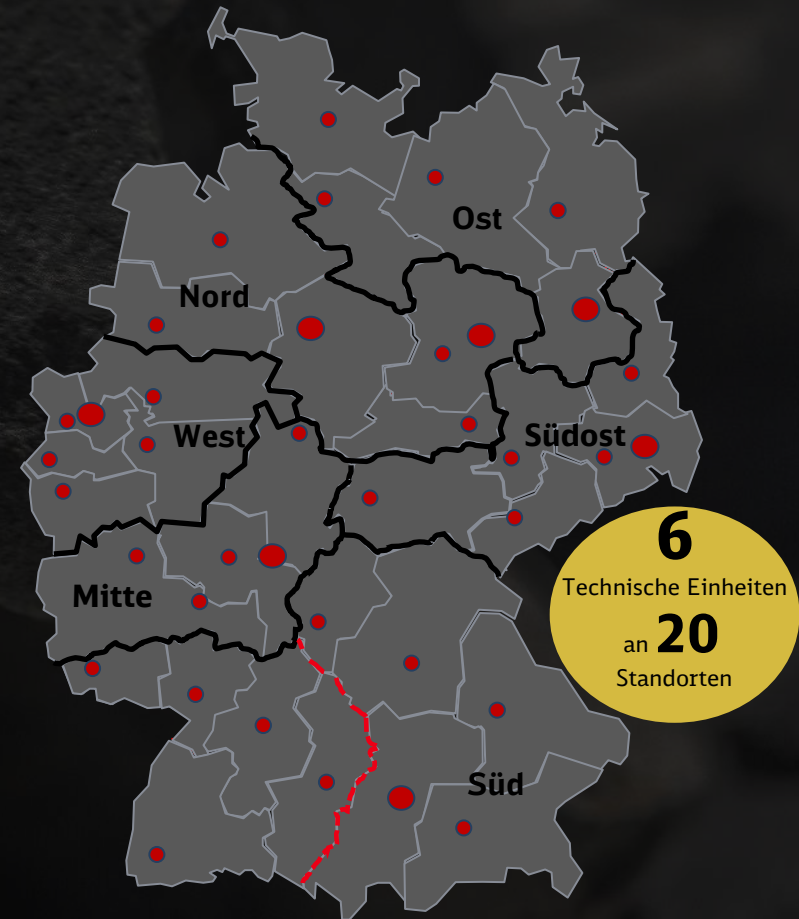 Ost
Nord
West
Südost
Mitte
Süd
6
Technische Einheiten
an 20
Standorten